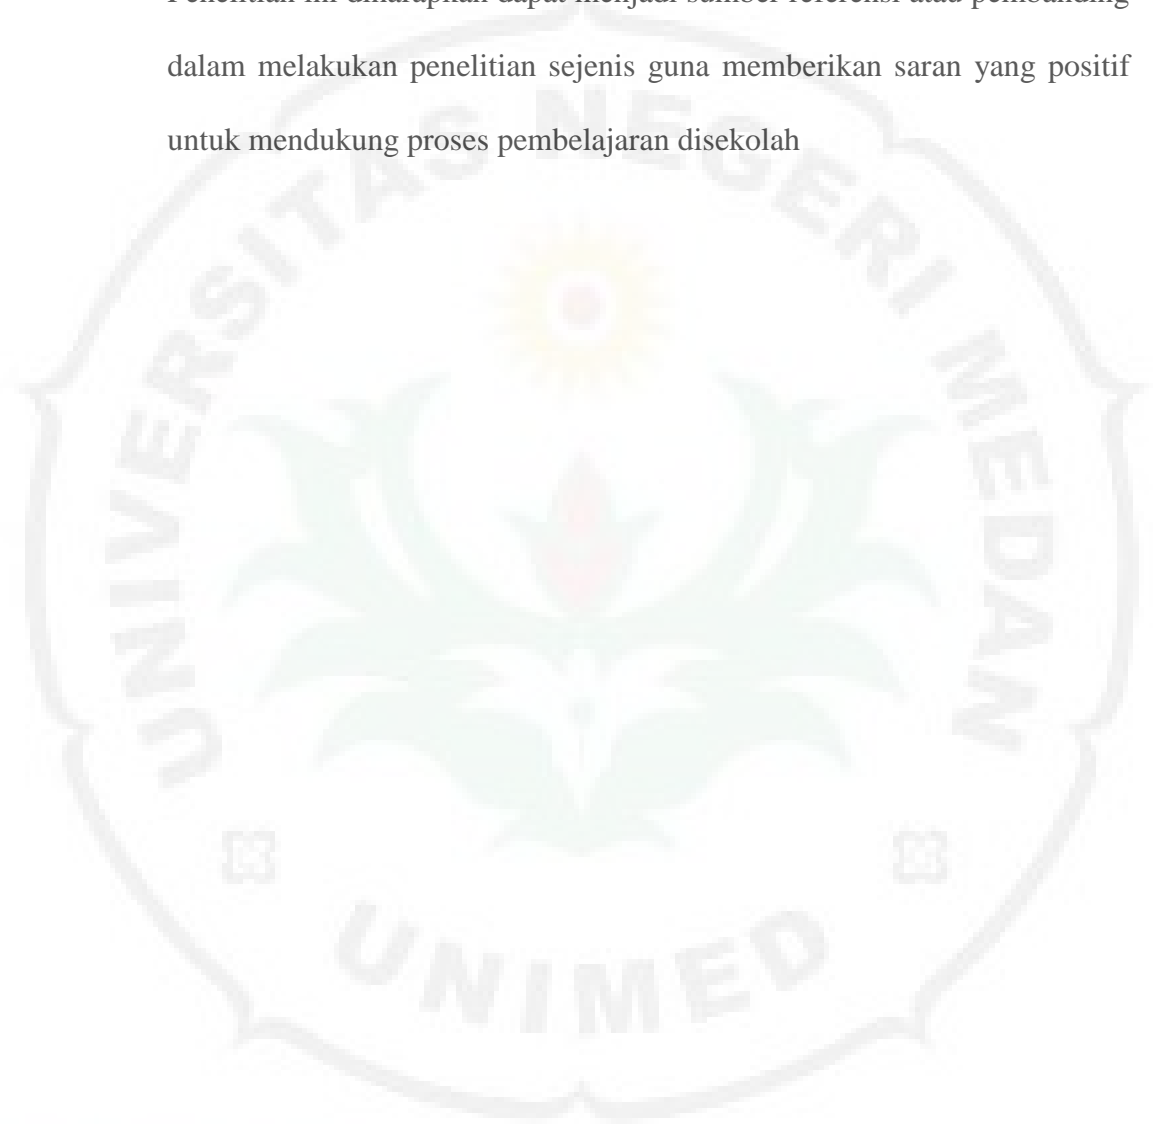 Penelitian ini diharapkan dapat menjadi sumber referensi atau pembanding
dalam melakukan penelitian sejenis guna memberikan saran yang positif
untuk mendukung proses pembelajaran disekolah
UNIVERSITAS NEGERI MEDAN
UNIMED